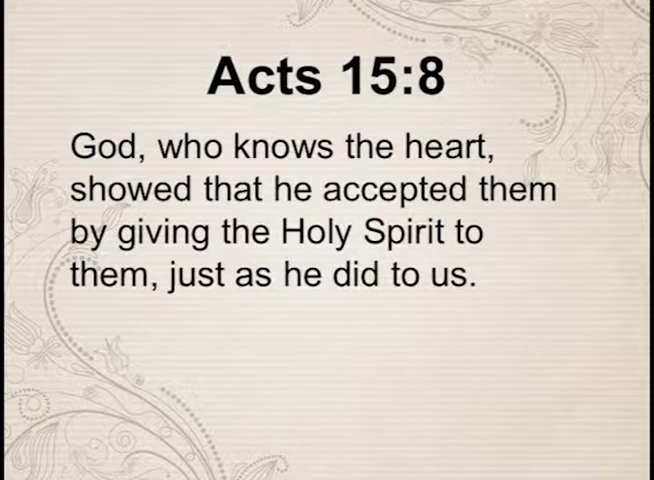 Acts 15:8
God, who knows the heart,
showed that he accepted them
by giving the Holy Spirit to
them, just as he did to us.